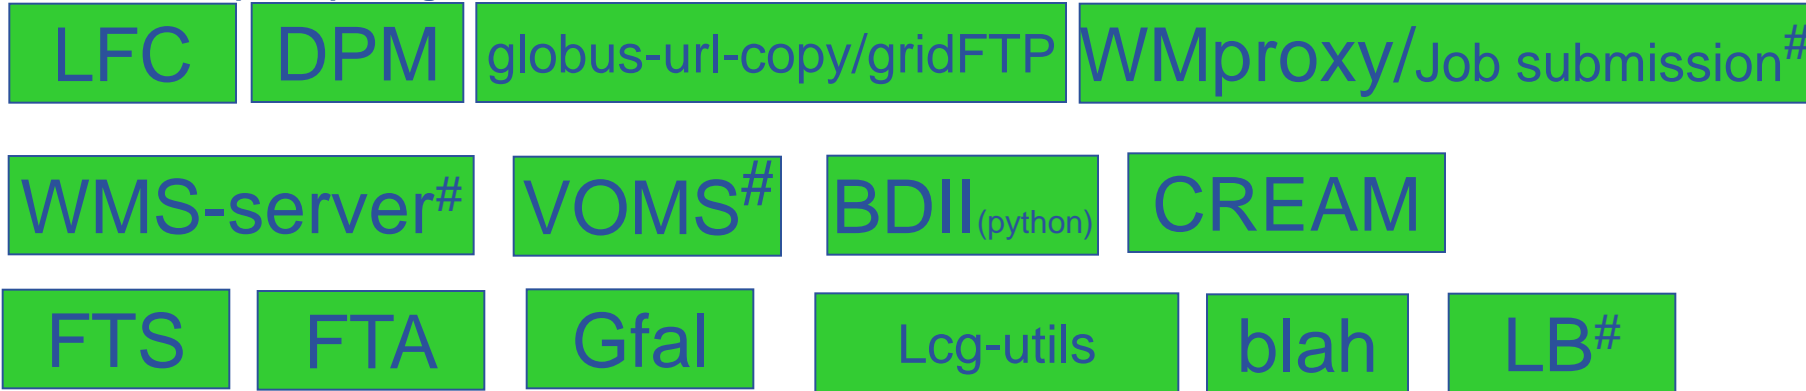 LFC DPM globus-url-copy/gridFTP WMproxy/Job submission#
WMS-server# VOMS# BDII(python) CREAM
FTS FTA Gfal Lcg-utils blah LB#